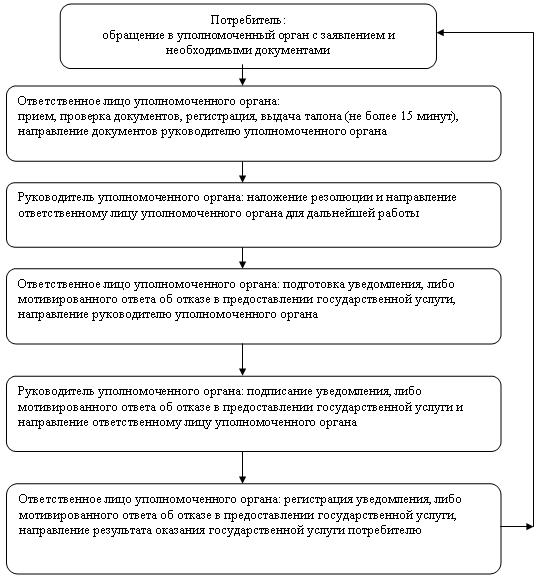 Потребитель:
обращение в уполномоченный орган с заявлением и
необходимыми документами
Ответственное лицо уполномоченного органа:
прием, проверка документов, регистрация, выдача талона (не более 15 минут),
направление документов руководителю уполномоченного органа
Руководитель уполномоченного органа: наложение резолюции и направление
ответственному лицу уполномоченного органа для дальнейшей работы
Ответственное лицо уполномоченного органа: подготовка уведомления, либо
мотивированного ответа об отказе в предоставлении государственной услуги,
направление руководителю уполномоченного органа
Руководитель уполномоченного органа: подписание уведомления, либо
мотивированного ответа об отказе в предоставлении государственной услуги и
направление ответственному лицу уполномоченного органа
Ответственное лицо уполномоченного органа: регистрация уведомления, либо
мотивированного ответа об отказе в предоставлении государственной услуги,
направление результата оказания государственной услуги потребителю